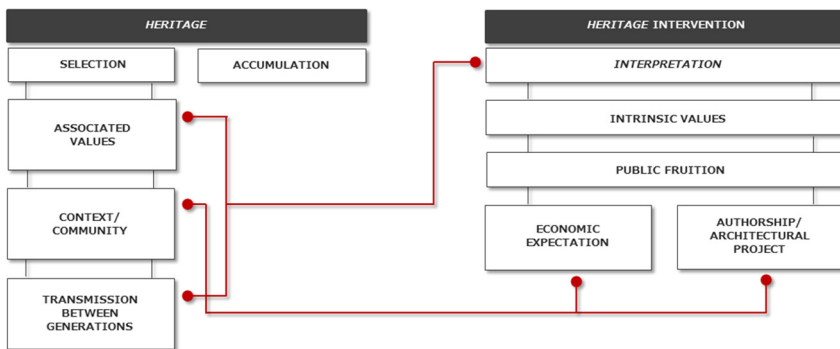 HERITAGE
SELECTION
ACCUMULATION
ASSOCIATED
VALUES
CONTEXT/
COMMUNITY
TRANSMISSION
BETWEEN
GENERATIONS
HERITAGE INTERVENTION
INTERPRETATION
INTRINSIC VALUES
PUBLIC FRUITION
ECONOMIC
EXPECTATION
AUTHORSHIP/
ARCHITECTURAL
PROJECT